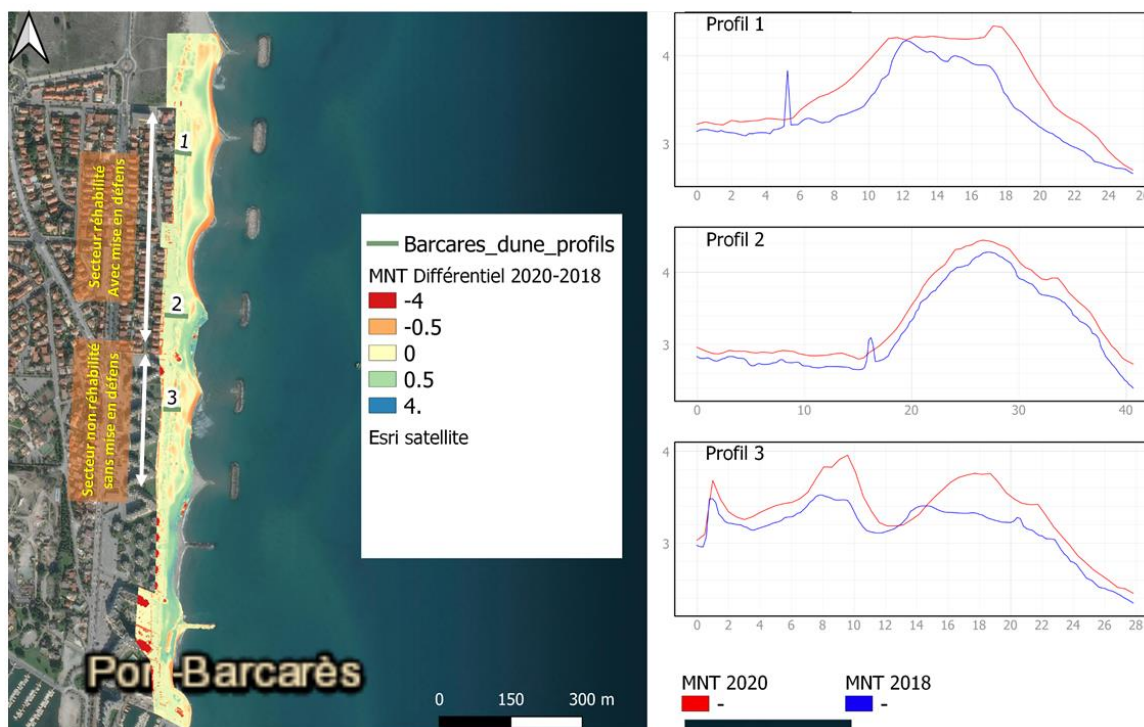 1
2
3
Secteur réhabilité
Avec mise en défens
Secteur non réhabilité
sans mise en défens
Barcares_dune_profils
MNT Différentiel 2020-2018
-4
-0.5
0
0.5
4.
Esri satellite
Port-Barcarès
0 150 300 m
Profil 1
4
3
0 2 4 6 8 10 12 14 16 18 20 22 24
Profil 2
4
3
0 20 30 40
Profil 3
4
3
0 2 4 6 8 10 12 14 16 18 20 22 24 26 28
MNT 2020
-
MNT 2018
-